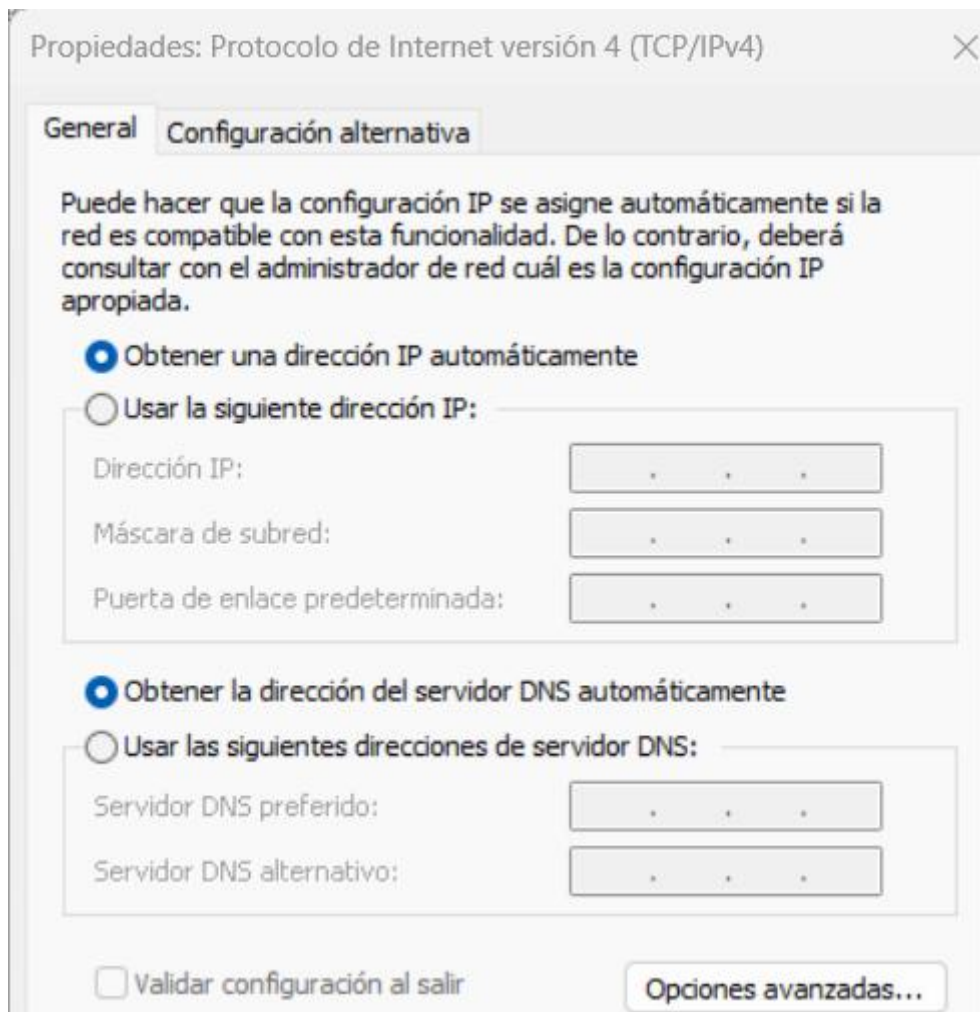 Propiedades: Protocolo de Internet versión 4 (TCP/IPv4)
General
Configuración alternativa
Puede hacer que la configuración IP se asigne automáticamente si la
red es compatible con esta funcionalidad. De lo contrario, deberá
consultar con el administrador de red cuál es la configuración IP
apropiada.
Obtener una dirección IP automáticamente
Usar la siguiente dirección IP:
Dirección IP:
Máscara de subred:
Puerta de enlace predeterminada:
Obtener la dirección del servidor DNS automáticamente
Usar las siguientes direcciones de servidor DNS:
Servidor DNS preferido:
Servidor DNS alternativo:
Validar configuración al salir
Opciones avanzadas...